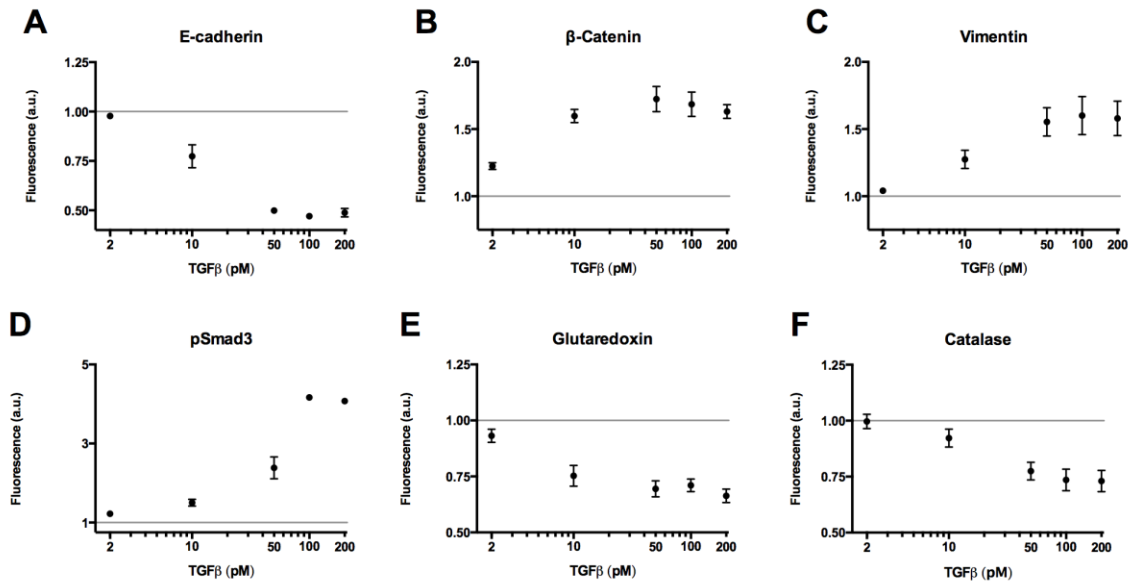 A
E-cadherin
1.25
1.00
0.75
0.50
Fluorescence (a.u.)
2 10 50 100 200
TGFβ (pM)
B
β-Catenin
2.0
1.5
1.0
Fluorescence (a.u.)
2 10 50 100 200
TGFβ (pM)
C
Vimentin
2.0
1.5
1.0
Fluorescence (a.u.)
2 10 50 100 200
TGFβ (pM)
D
pSmad3
5
3
1
Fluorescence (a.u.)
2 10 50 100 200
TGFβ (pM)
E
Glutaredoxin
1.25
1.00
0.75
0.50
Fluorescence (a.u.)
2 10 50 100 200
TGFβ (pM)
F
Catalase
1.25
1.00
0.75
0.50
Fluorescence (a.u.)
2 10 50 100 200
TGFβ (pM)